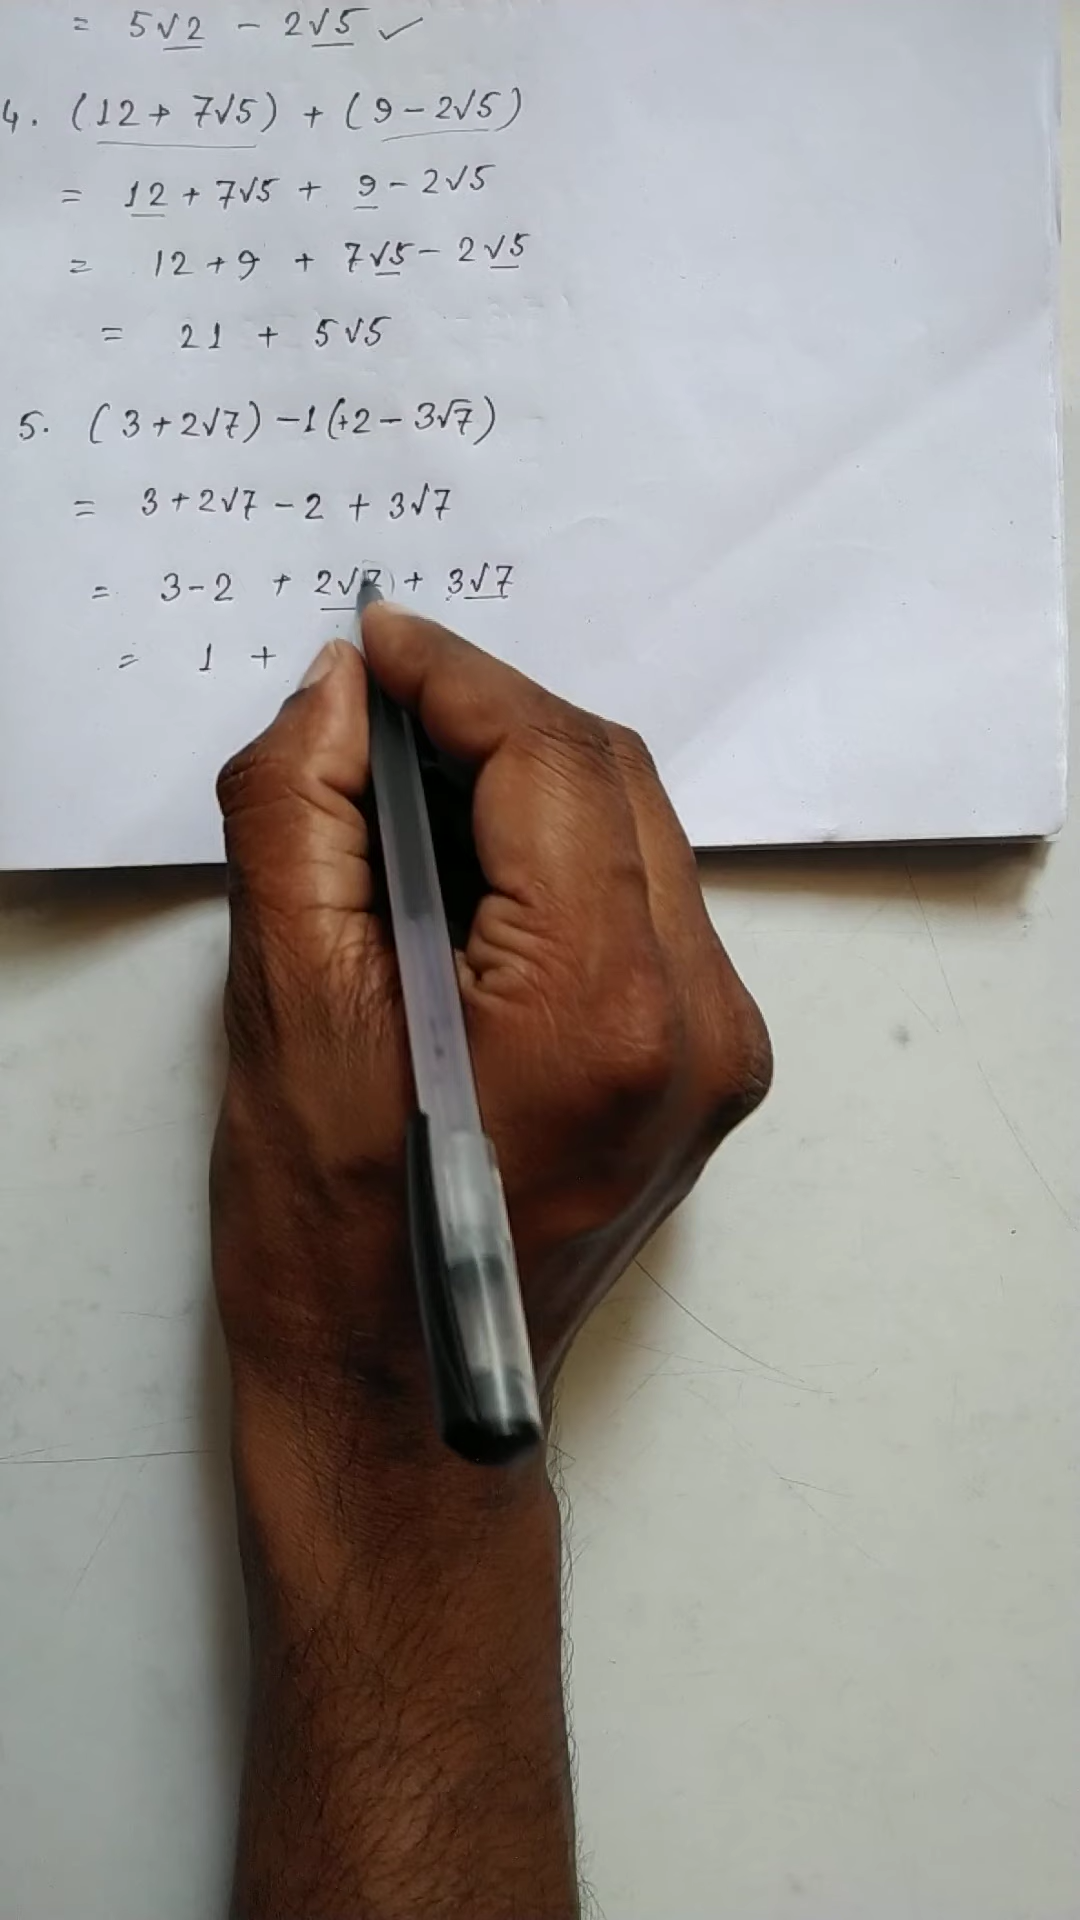 = 5√2 - 2√5 ✓
4. (12 + 7√5) + (9 - 2√5)
= 12 + 7√5 + 9 - 2√5
= 12 + 9 + 7√5 - 2√5
= 21 + 5√5
5. (3 + 2√7) - 1(+2 - 3√7)
= 3 + 2√7 - 2 + 3√7
= 3 - 2 + 2√7 + 3√7
= 1 +